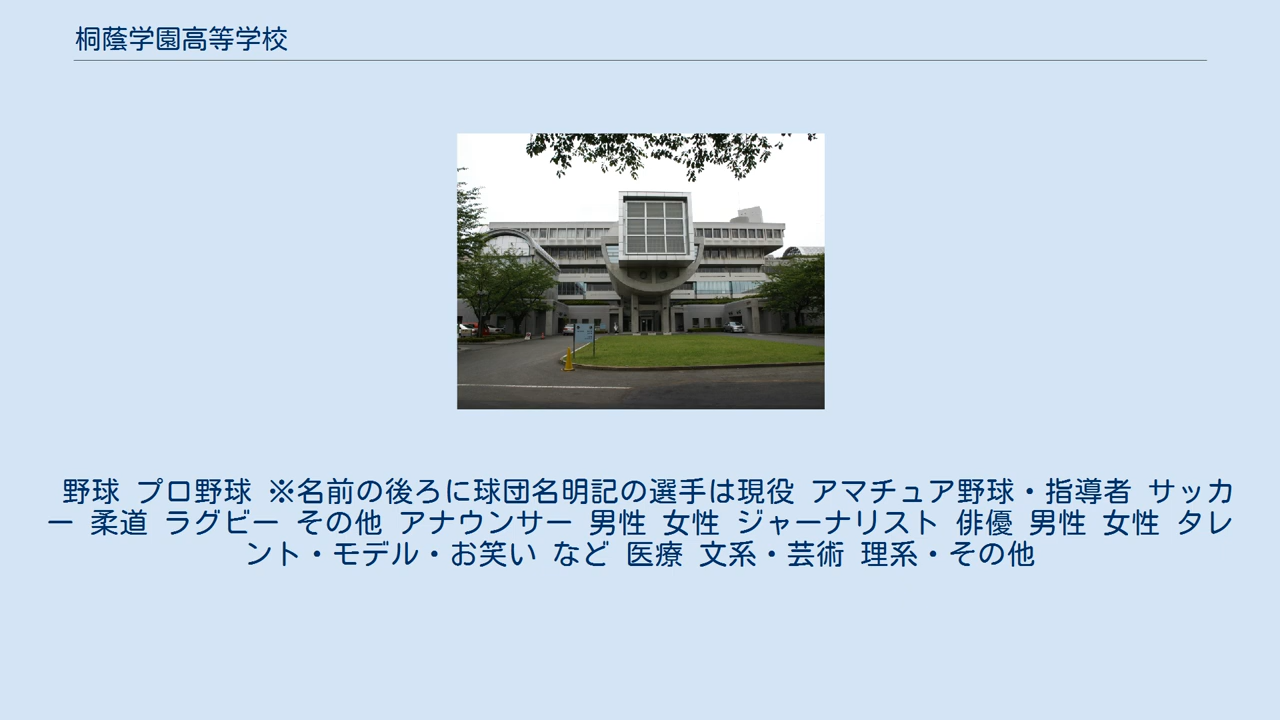 桐蔭学園高等学校
野球 プロ野球 ※名前の後ろに球団名明記の選手は現役 アマチュア野球・指導者 サッカ
ー 柔道 ラグビー その他 アナウンサー 男性 女性 ジャーナリスト 俳優 男性 女性 タレ
ント・モデル・お笑い など 医療 文系・芸術 理系・その他